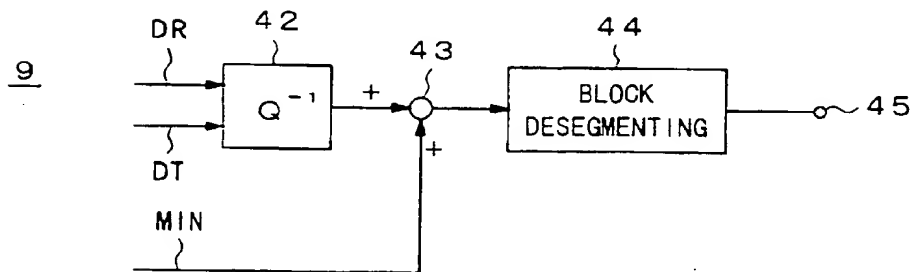 DR
42
43
44
9
Q⁻¹
+
BLOCK
DESEGMENTING
45
DT
+
MIN